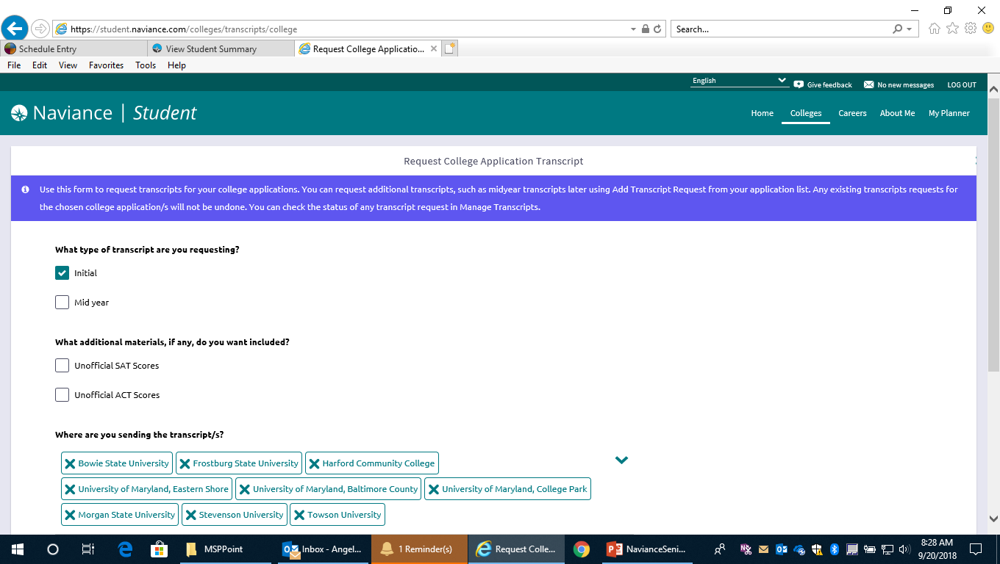 https://student.naviance.com/colleges/transcripts/college
Search...
Schedule Entry
View Student Summary
Request College Applicatio...
File Edit View Favorites Tools Help
English
Give feedback
No new messages
LOG OUT
Naviance | Student
Home Colleges Careers About Me My Planner
Request College Application Transcript
Use this form to request transcripts for your college applications. You can request additional transcripts, such as midyear transcripts later using Add Transcript Request from your application list. Any existing transcripts requests for
the chosen college application/s will not be undone. You can check the status of any transcript request in Manage Transcripts.
What type of transcript are you requesting?
Initial
Mid year
What additional materials, if any, do you want included?
Unofficial SAT Scores
Unofficial ACT Scores
Where are you sending the transcript/s?
Bowie State University Frostburg State University Harford Community College
University of Maryland, Eastern Shore University of Maryland, Baltimore County University of Maryland, College Park
Morgan State University Stevenson University Towson University
MSPPoint
Inbox - Angel...
1 Reminder(s)
Request Colle...
NavianceSeni...
8:28 AM
9/20/2018